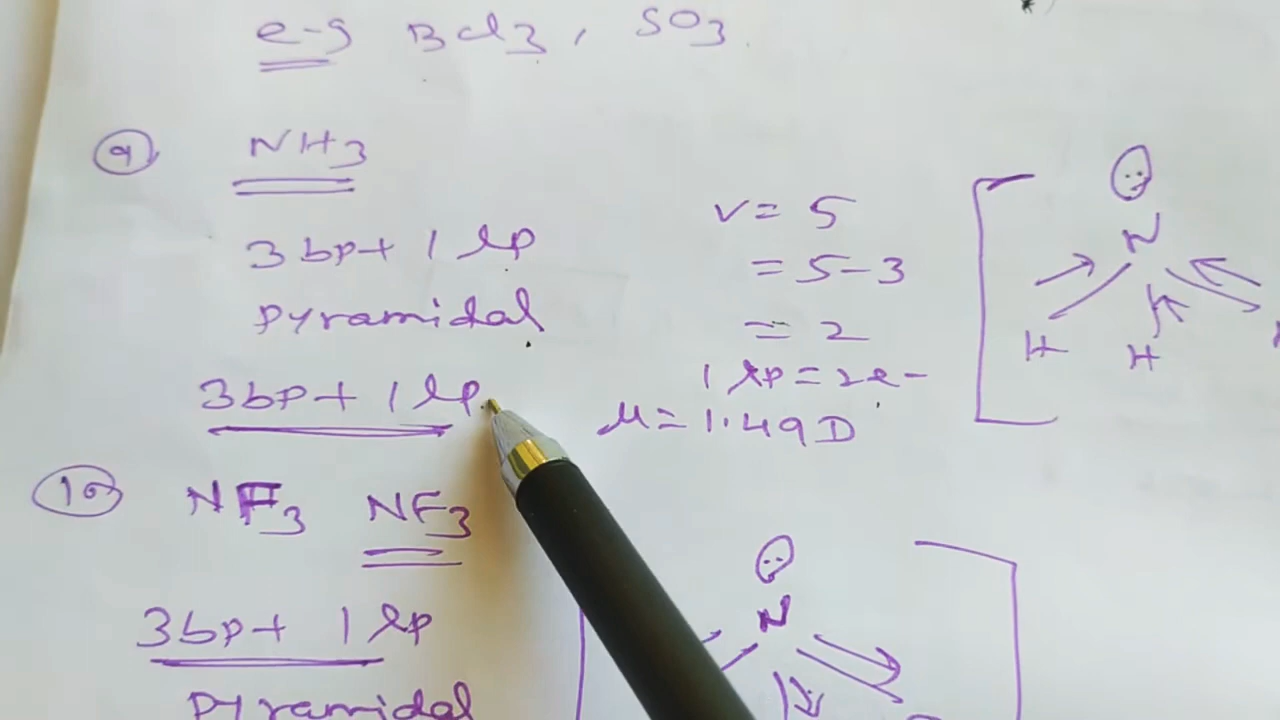 e-g BCl3, SO3
9 NH3
3bp+ 1lp
pyramidal
3bp+ 1lp
V= 5
= 5-3
= 2
1lp=2e-
μ=1.49D
N
H H
10 NF3 NF3
3bp+ 1lp
pyramidal
N